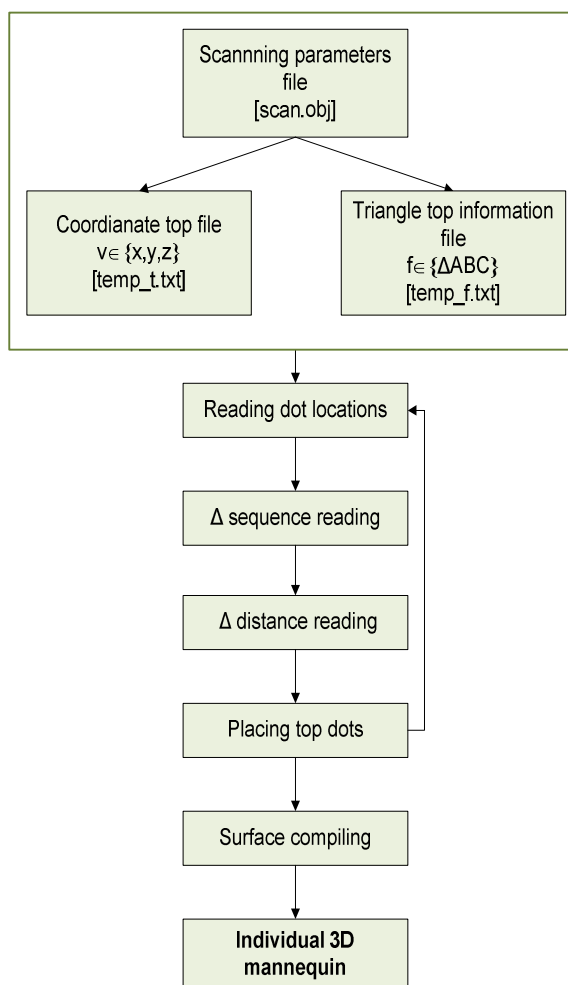 Scannning parameters
file
[scan.obj]
Coordianate top file
v∈{x,y,z}
[temp_t.txt]
Triangle top information
file
f∈{ΔABC}
[temp_f.txt]
Reading dot locations
Δ sequence reading
Δ distance reading
Placing top dots
Surface compiling
Individual 3D
mannequin